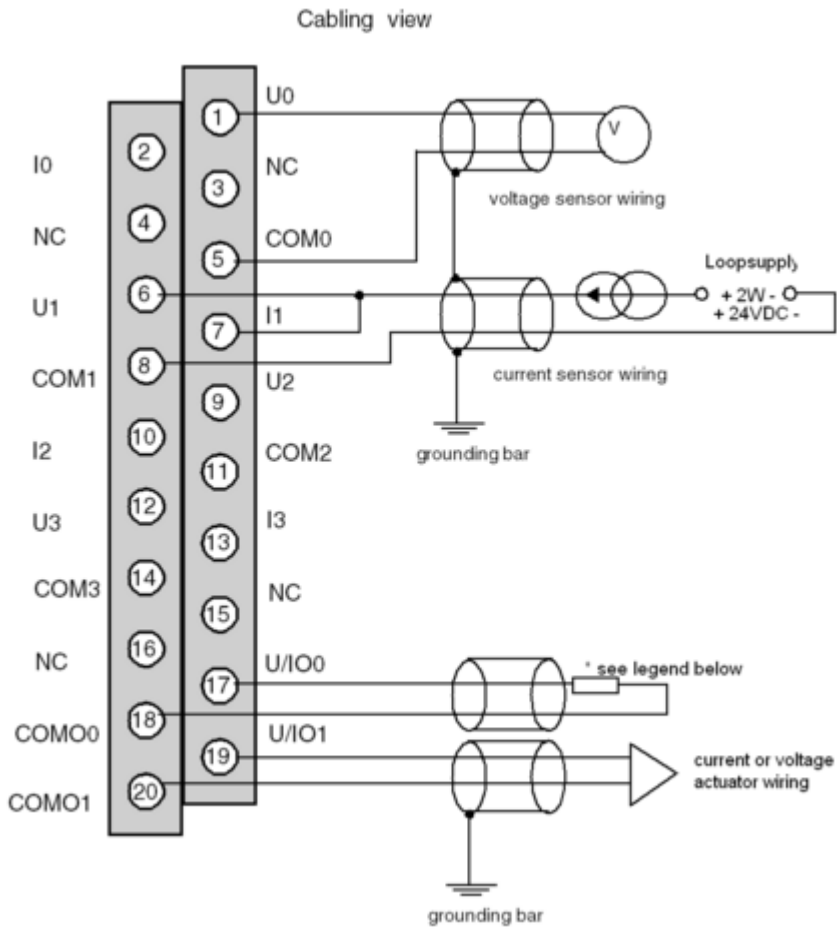 Cabling view
U0
1
2
I0
NC
3
voltage sensor wiring
V
4
NC
COM0
5
Loopsupply
6
U1
I1
+ 2W -
+ 24VDC -
7
8
COM1
U2
current sensor wiring
9
10
I2
COM2
grounding bar
11
12
U3
I3
13
14
COM3
NC
15
16
NC
U/IO0
* see legend below
17
18
COMO0
U/IO1
19
current or voltage
actuator wiring
20
COMO1
grounding bar